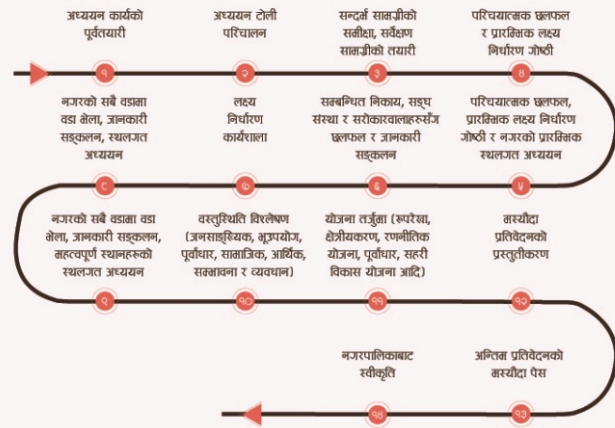 अध्ययन कार्यको
पूर्वतयारी
१
अध्ययन टोली
परिचालन
२
सन्दर्भ सामग्रीको
समीक्षा, सर्वेक्षण
सामग्रीको तयारी
३
परिचयात्मक छलफल
र प्रारम्भिक लक्ष्य
निर्धारण गोष्ठी
४
परिचयात्मक छलफल,
प्रारम्भिक लक्ष्य निर्धारण
गोष्ठी र नगरको प्रारम्भिक
स्थलगत अध्ययन
५
सम्बन्धित निकाय, सङ्घ
संस्था र सरोकारवालाहरुसँग
छलफल र जानकारी
सङ्कलन
६
लक्ष्य
निर्धारण
कार्यशाला
७
नगरको सबै वडामा
वडा भेला, जानकारी
सङ्कलन, स्थलगत
अध्ययन
८
नगरको सबै वडामा वडा
भेला, जानकारी सङ्कलन,
महत्वपूर्ण स्थानहरुको
स्थलगत अध्ययन
९
वस्तुस्थिति विश्लेषण
(जनसाङ्ख्यिक, भूउपयोग,
पूर्वाधार, सामाजिक, आर्थिक,
सम्भावना र व्यवधान)
१०
योजना तर्जुमा (रूपरेखा,
क्षेत्रीयकरण, रणनीतिक
योजना, पूर्वाधार, सहरी
विकास योजना आदि)
११
मस्यौदा
प्रतिवेदनको
प्रस्तुतीकरण
१२
अन्तिम प्रतिवेदनको
मस्यौदा पेस
१३
नगरपालिकाबाट
स्वीकृति
१४